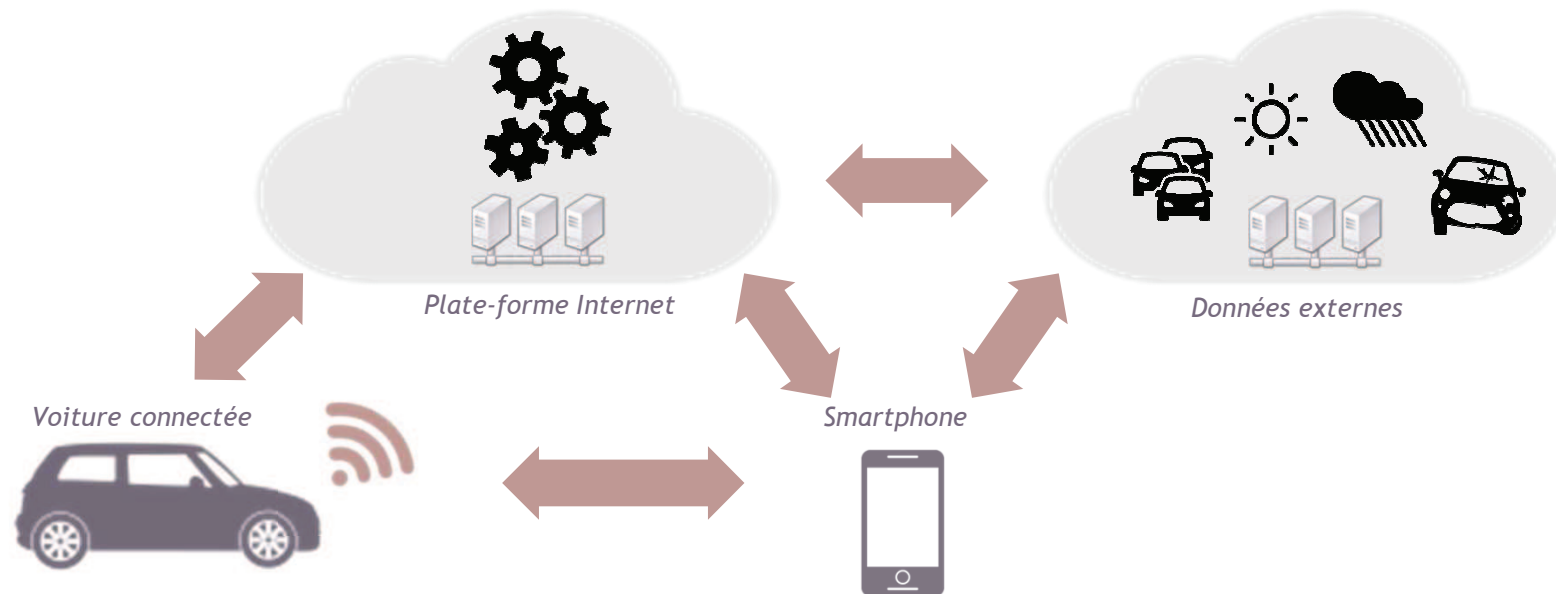 Plate-forme Internet
Données externes
Voiture connectée
Smartphone